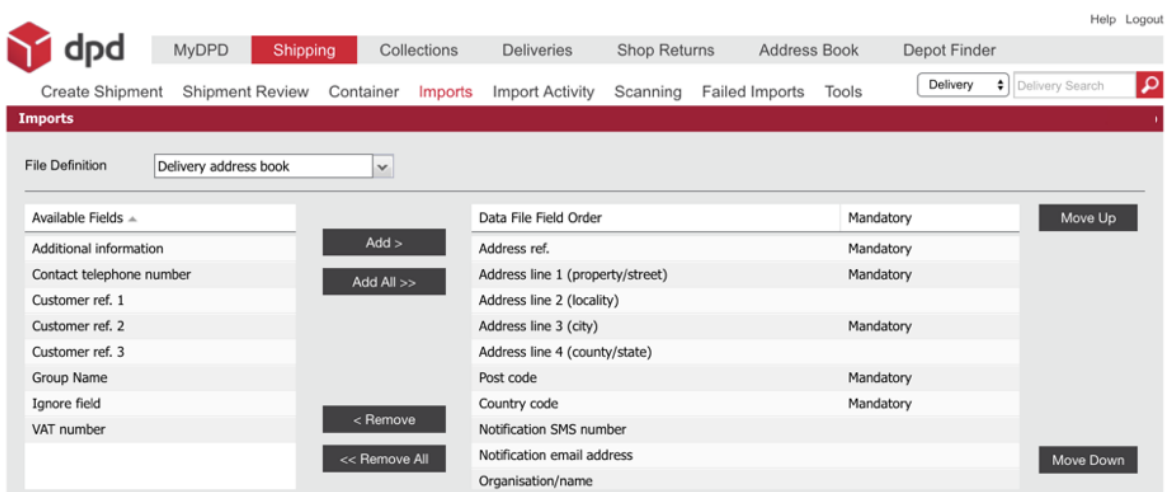 Help Logout
dpd
MyDPD Shipping Collections Deliveries Shop Returns Address Book Depot Finder
Create Shipment Shipment Review Container Imports Import Activity Scanning Failed Imports Tools Delivery Delivery Search
Imports
File Definition Delivery address book
Available Fields Data File Field Order Mandatory Move Up
Additional information Add > Address ref. Mandatory
Contact telephone number Add All >> Address line 1 (property/street) Mandatory
Customer ref. 1 Address line 2 (locality)
Customer ref. 2 Address line 3 (city) Mandatory
Customer ref. 3 Address line 4 (county/state)
Group Name Post code Mandatory
Ignore field < Remove Country code Mandatory
VAT number Notification SMS number
<< Remove All Notification email address Move Down
Organisation/name